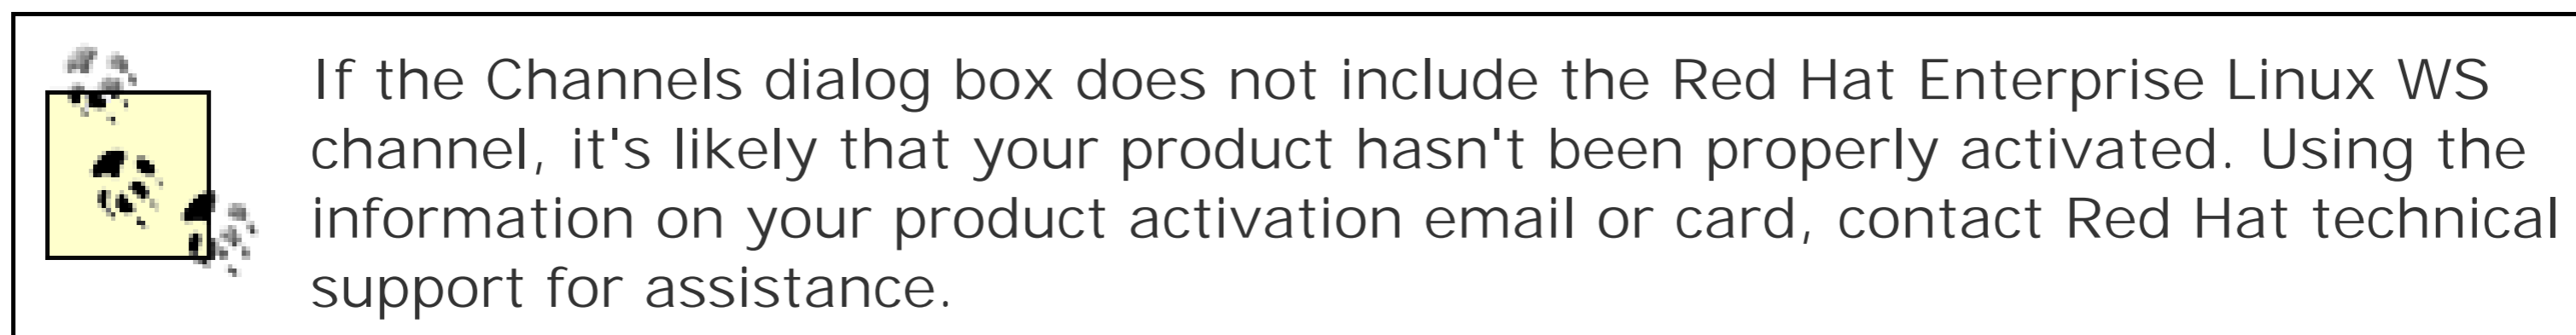 If the Channels dialog box does not include the Red Hat Enterprise Linux WS
channel, it's likely that your product hasn't been properly activated. Using the
information on your product activation email or card, contact Red Hat technical
support for assistance.